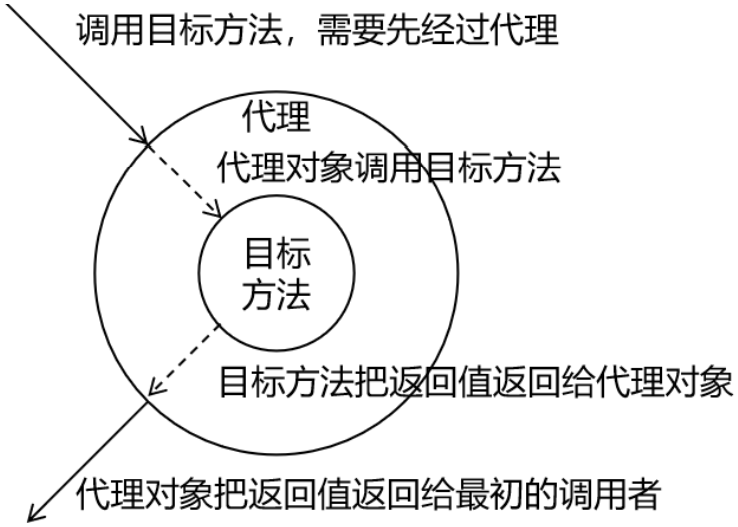 调用目标方法，需要先经过代理
代理
代理对象调用目标方法
目标
方法
目标方法把返回值返回给代理对象
代理对象把返回值返回给最初的调用者